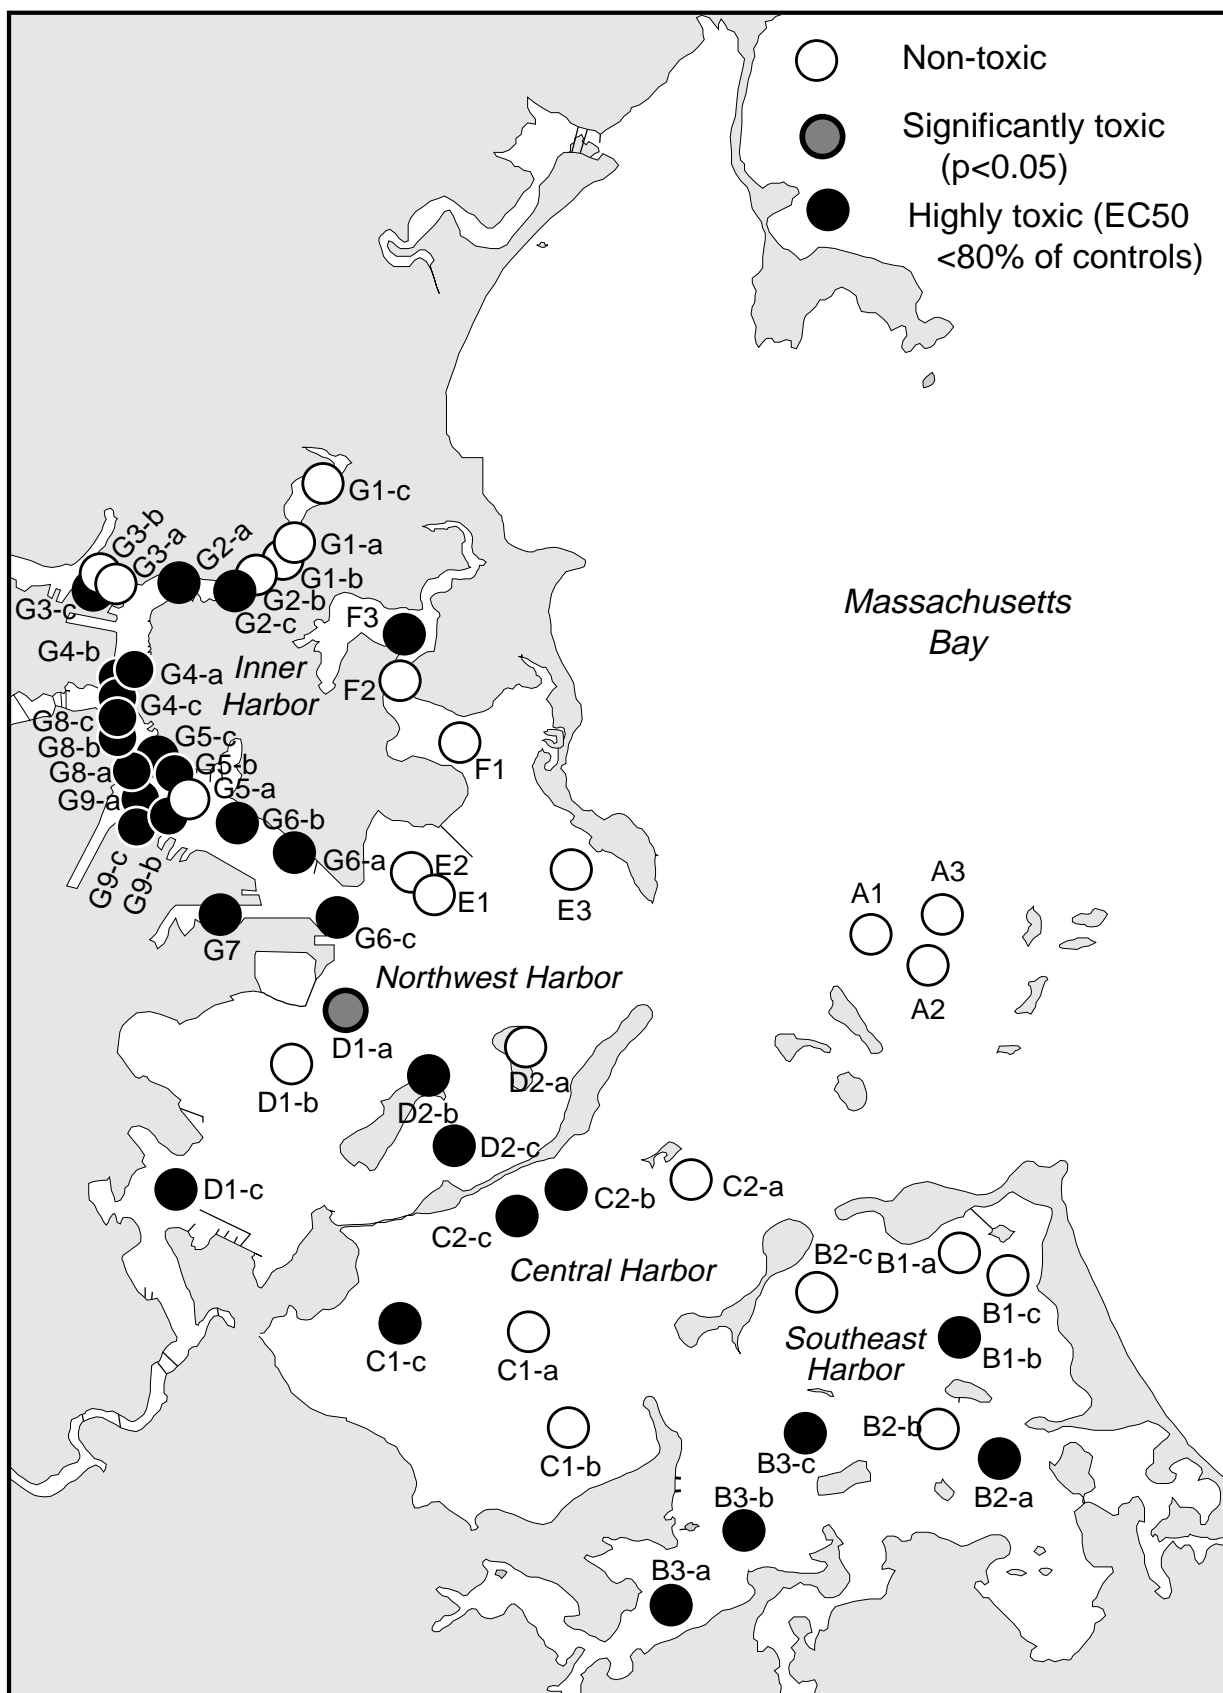 Non-toxic
Significantly toxic
(p<0.05)
Highly toxic (EC50
<80% of controls)
G1-c
G3-b
G3-a
G2-a
G1-a
G1-b
G2-b
G2-c
G3-c
F3
Massachusetts
Bay
G4-b
G4-a
Inner
Harbor
F2
G4-c
G8-c
G5-c
G8-b
G5-b
F1
G8-a
G5-a
G9-a
G6-b
G6-a
E2
G9-c
G9-b
E1
E3
A1
A3
G7
G6-c
A2
Northwest Harbor
D1-a
D2-a
D1-b
D2-b
D2-c
D1-c
C2-b
C2-a
C2-c
Central Harbor
B2-c
B1-a
B1-c
Southeast
Harbor
B1-b
C1-c
C1-a
B2-b
C1-b
B3-c
B2-a
B3-b
B3-a